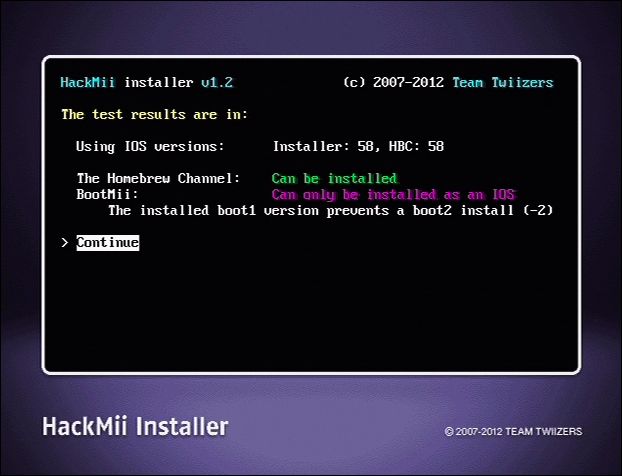 HackMii installer v1.2 (c) 2007-2012 Team Twiizers
The test results are in:
Using IOS versions: Installer: 58, HBC: 58
The Homebrew Channel: Can be installed
BootMii: Can only be installed as an IOS
The installed boot1 version prevents a boot2 install (-2)
> Continue
HackMii Installer © 2007-2012 TEAM TWIIZERS